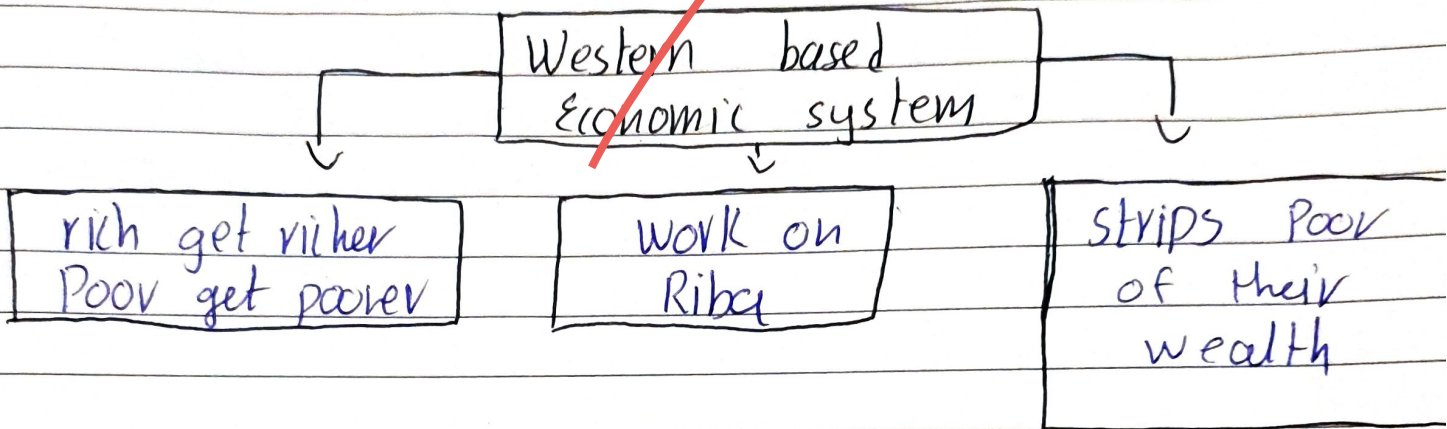 Western based
Economic system
rich get richer
Poor get poorer
work on
Riba
strips Poor
of their
wealth